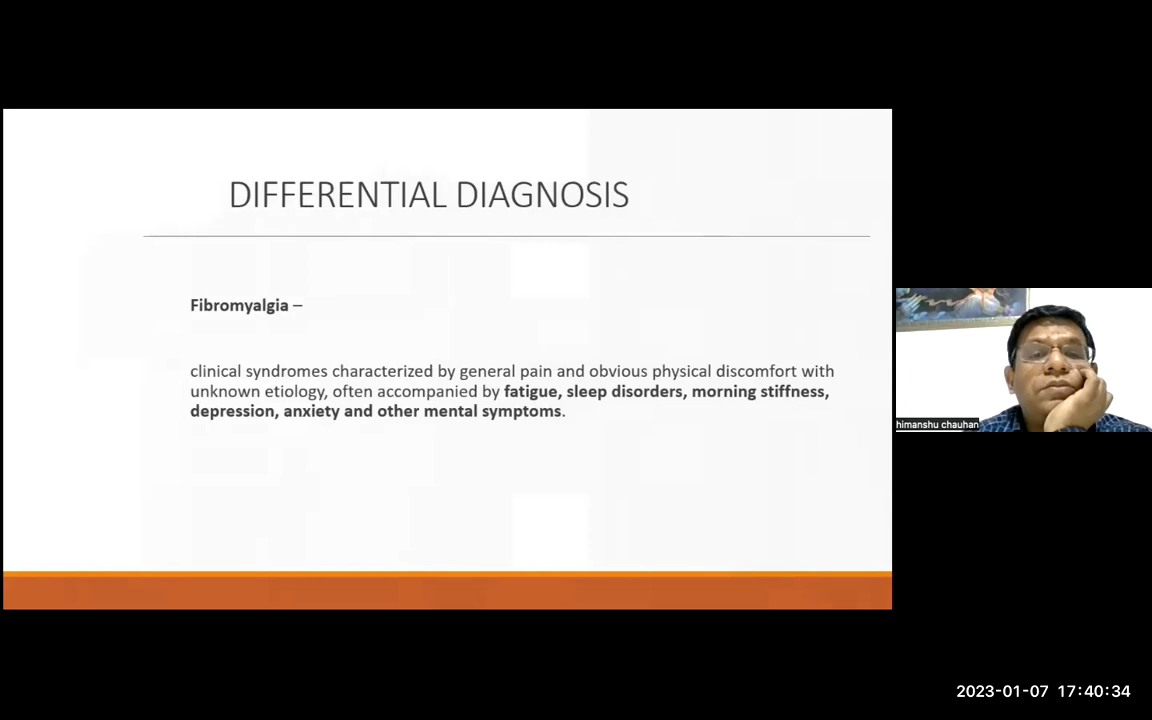 DIFFERENTIAL DIAGNOSIS
Fibromyalgia –
clinical syndromes characterized by general pain and obvious physical discomfort with
unknown etiology, often accompanied by fatigue, sleep disorders, morning stiffness,
depression, anxiety and other mental symptoms.
himanshu chauhan
2023-01-07 17:40:34